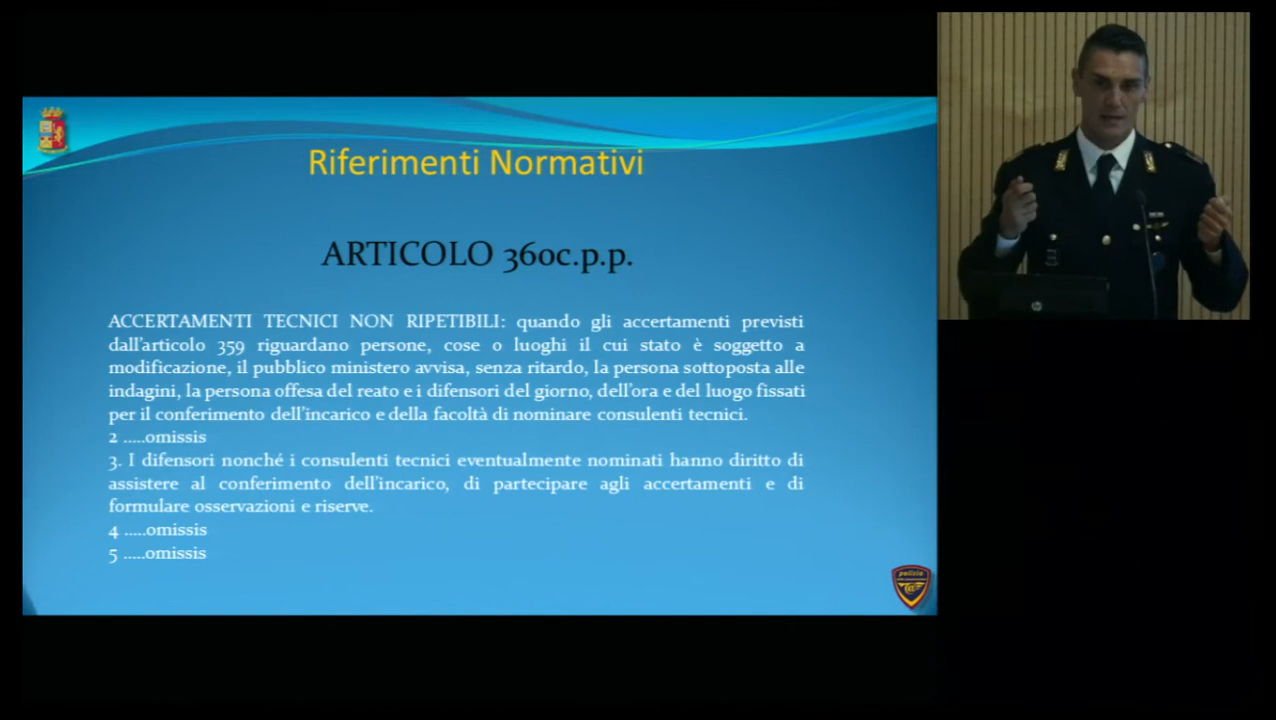 Riferimenti Normativi
ARTICOLO 360c.p.p.
ACCERTAMENTI TECNICI NON RIPETIBILI: quando gli accertamenti previsti
dall'articolo 359 riguardano persone, cose o luoghi il cui stato è soggetto a
modificazione, il pubblico ministero avvisa, senza ritardo, la persona sottoposta alle
indagini, la persona offesa del reato e i difensori del giorno, dell'ora e del luogo fissati
per il conferimento dell'incarico e della facoltà di nominare consulenti tecnici.
2 .....omissis
3. I difensori nonché i consulenti tecnici eventualmente nominati hanno diritto di
assistere al conferimento dell'incarico, di partecipare agli accertamenti e di
formulare osservazioni e riserve.
4 .....omissis
5 .....omissis
polizia
hp